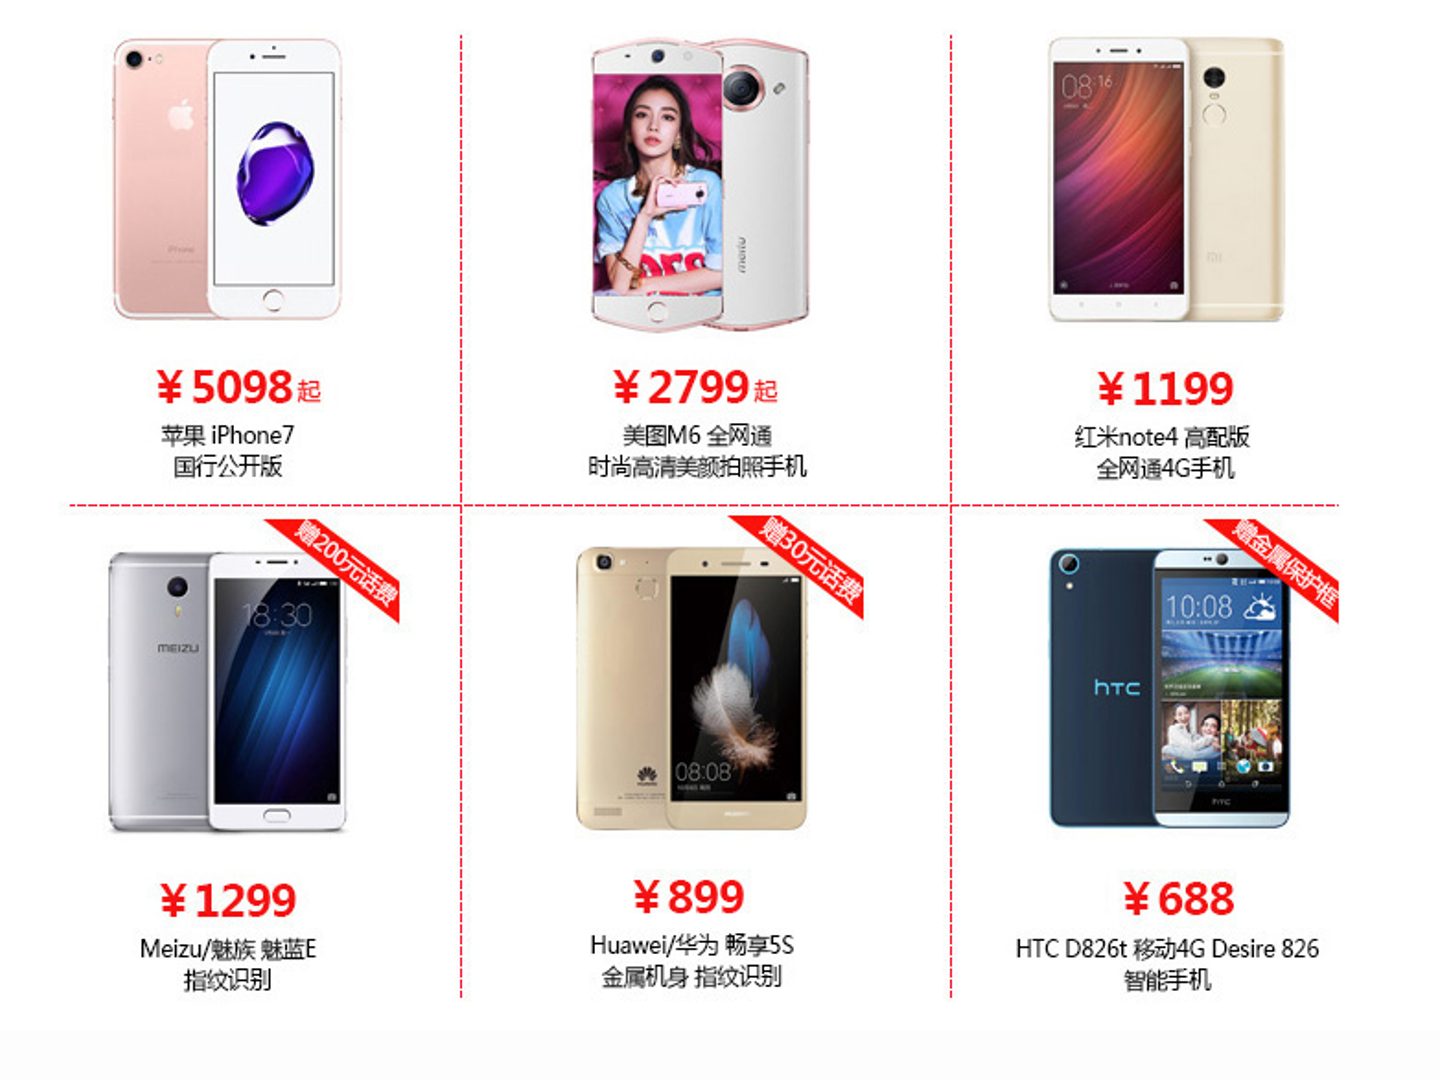 ¥5098起
苹果 iPhone7
国行公开版
meitu
¥2799起
美图M6 全网通
时尚高清美颜拍照手机
08:16
¥1199
红米note4 高配版
全网通4G手机
赠200元话费
18:30
MEIZU
¥1299
Meizu/魅族 魅蓝E
指纹识别
赠30元话费
08:08
¥899
Huawei/华为 畅享5S
金属机身 指纹识别
赠金属保护框
10:08
hTC
¥688
HTC D826t 移动4G Desire 826
智能手机